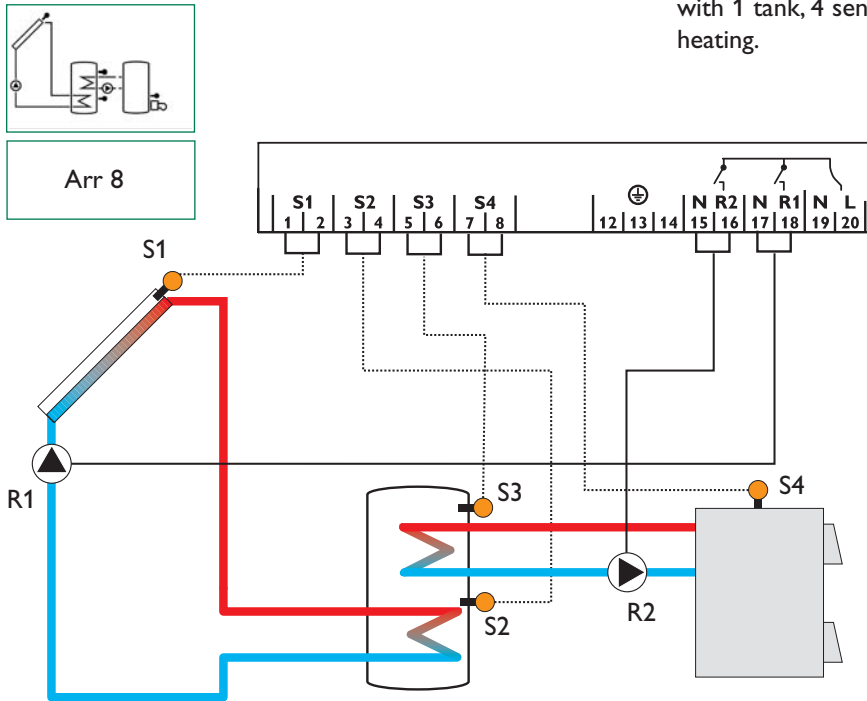 with 1 tank, 4 sen
heating.
Arr 8
S1 S2 S3 S4 N R2 N R1 N L
1 2 3 4 5 6 7 8 12 13 14 15 16 17 18 19 20
S1
R1
S3
S4
S2
R2